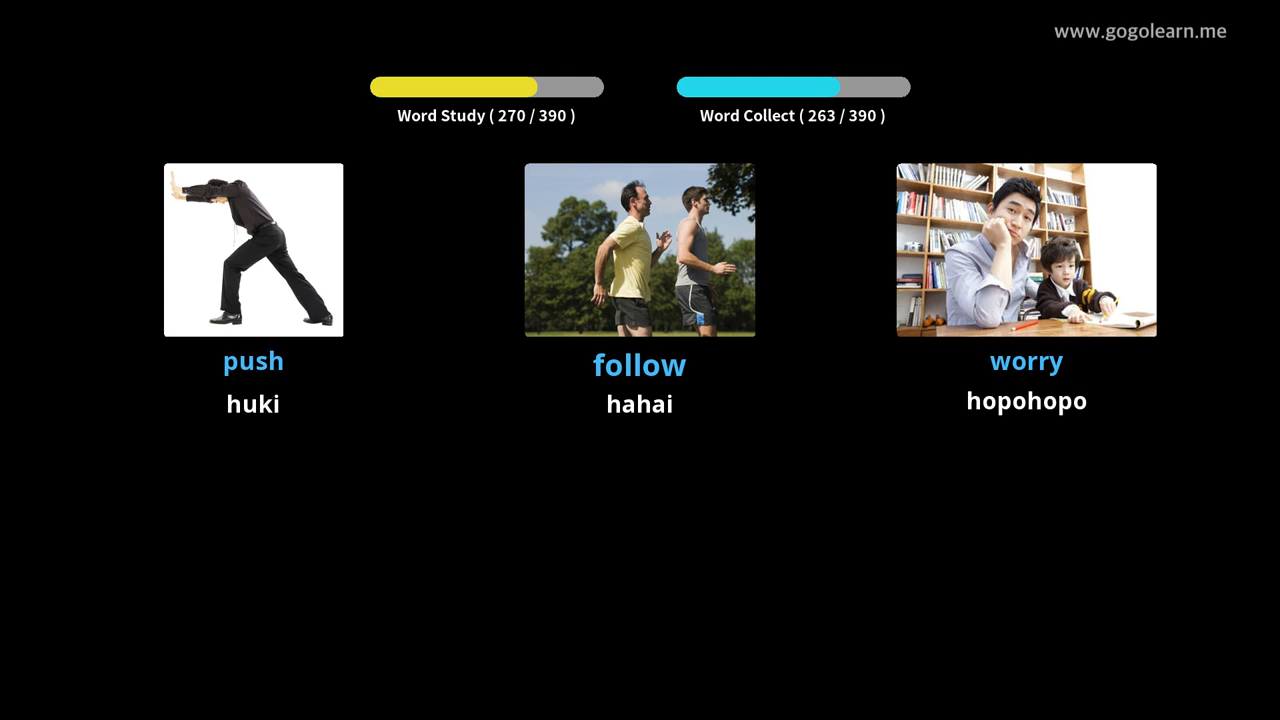 www.gogolearn.me
Word Study ( 270 / 390 )
Word Collect ( 263 / 390 )
push
follow
worry
huki
hahai
hopohopo